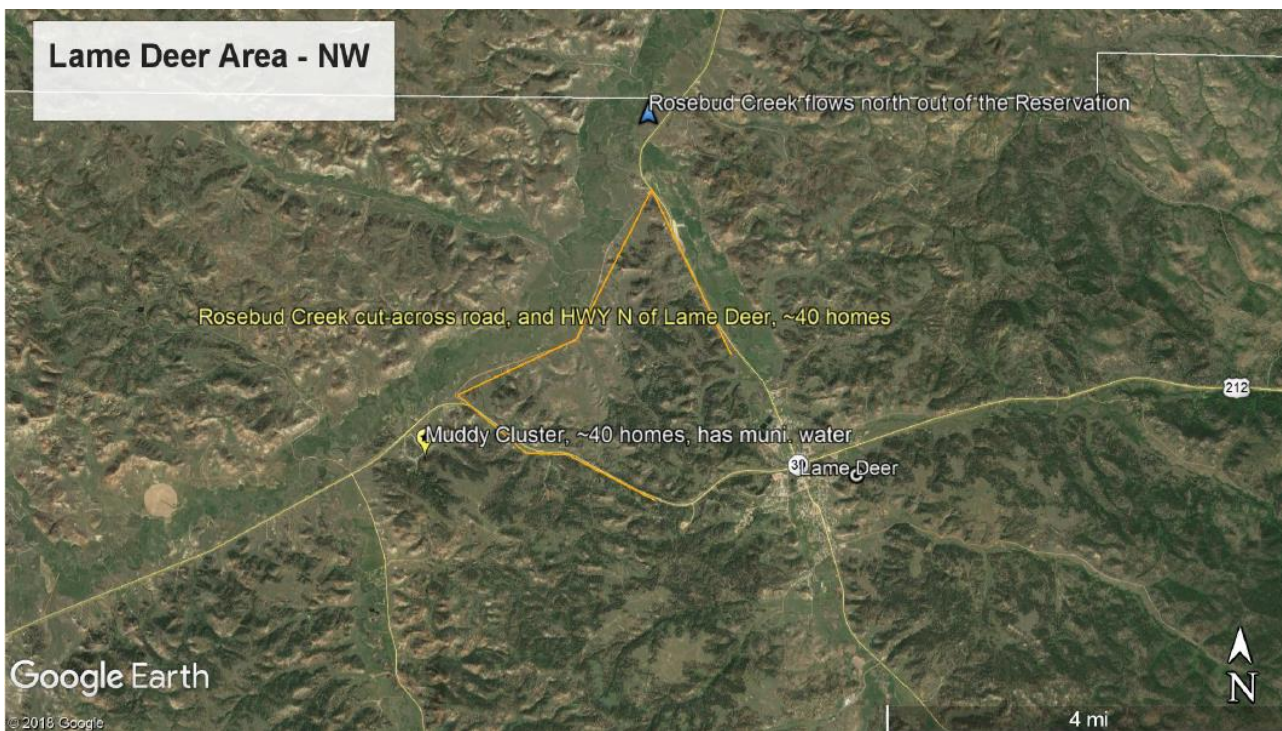 Lame Deer Area - NW
Rosebud Creek flows north out of the Reservation
Rosebud Creek cut-across road, and HWY N of Lame Deer, ~40 homes
212
Muddy Cluster, ~40 homes, has muni. water
39
Lame Deer
Google Earth
N
© 2018 Google
4 mi